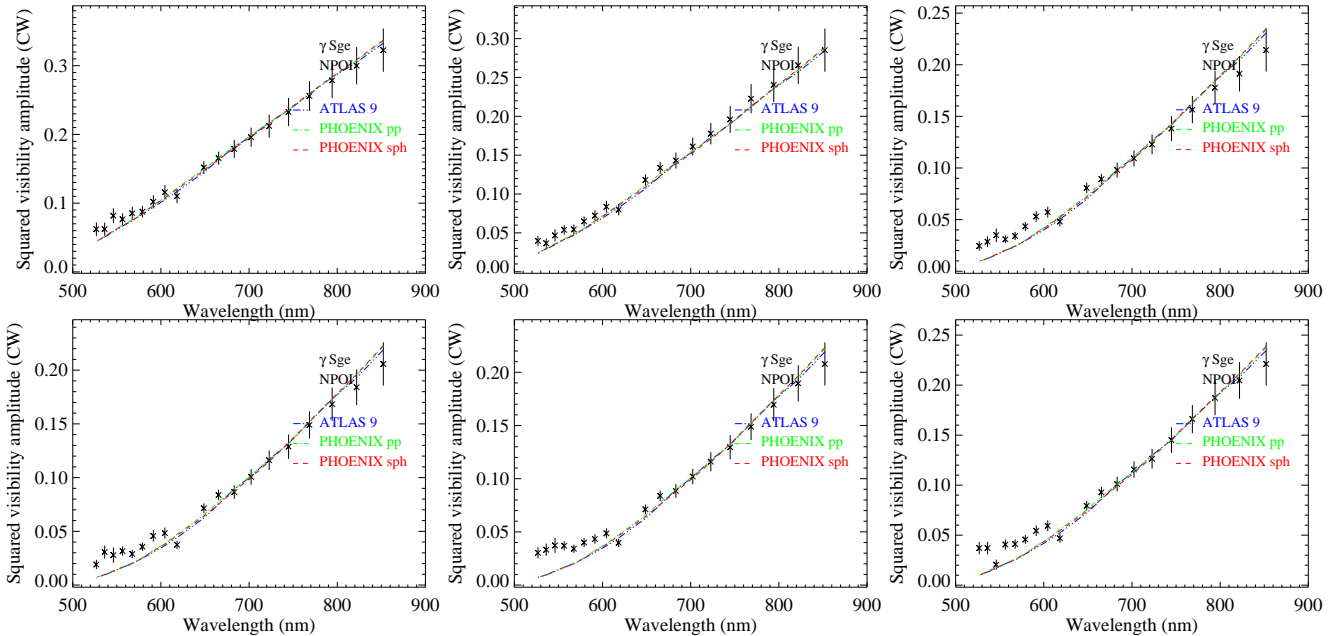 Squared visibility amplitude (CW)
0.3
0.2
0.1
0.0
γ Sge
NPOI
ATLAS 9
PHOENIX pp
PHOENIX sph
500 600 700 800 900
Wavelength (nm)
Squared visibility amplitude (CW)
0.30
0.25
0.20
0.15
0.10
0.05
0.00
γ Sge
NPOI
ATLAS 9
PHOENIX pp
PHOENIX sph
500 600 700 800 900
Wavelength (nm)
Squared visibility amplitude (CW)
0.25
0.20
0.15
0.10
0.05
0.00
γ Sge
NPOI
ATLAS 9
PHOENIX pp
PHOENIX sph
500 600 700 800 900
Wavelength (nm)
Squared visibility amplitude (CW)
0.20
0.15
0.10
0.05
0.00
γ Sge
NPOI
ATLAS 9
PHOENIX pp
PHOENIX sph
500 600 700 800 900
Wavelength (nm)
Squared visibility amplitude (CW)
0.20
0.15
0.10
0.05
0.00
γ Sge
NPOI
ATLAS 9
PHOENIX pp
PHOENIX sph
500 600 700 800 900
Wavelength (nm)
Squared visibility amplitude (CW)
0.25
0.20
0.15
0.10
0.05
0.00
γ Sge
NPOI
ATLAS 9
PHOENIX pp
PHOENIX sph
500 600 700 800 900
Wavelength (nm)